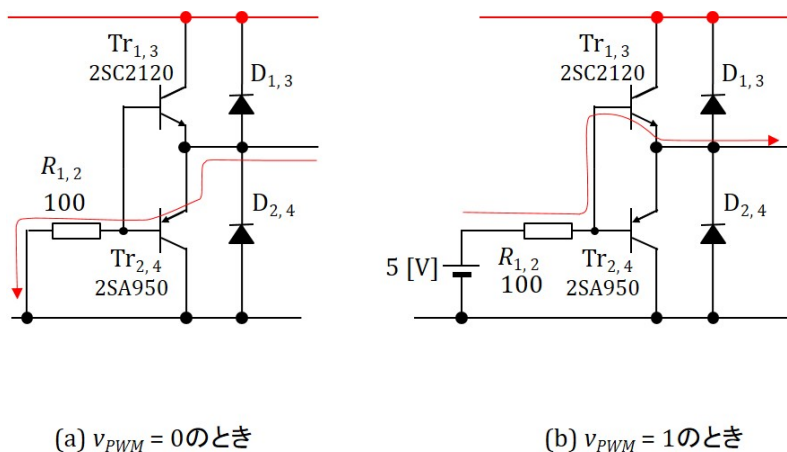 Tr1, 3
2SC2120
D1, 3
R1, 2
100
D2, 4
Tr2, 4
2SA950
(a) vPWM = 0のとき
Tr1, 3
2SC2120
D1, 3
D2, 4
5 [V]
R1, 2
100
Tr2, 4
2SA950
(b) vPWM = 1のとき